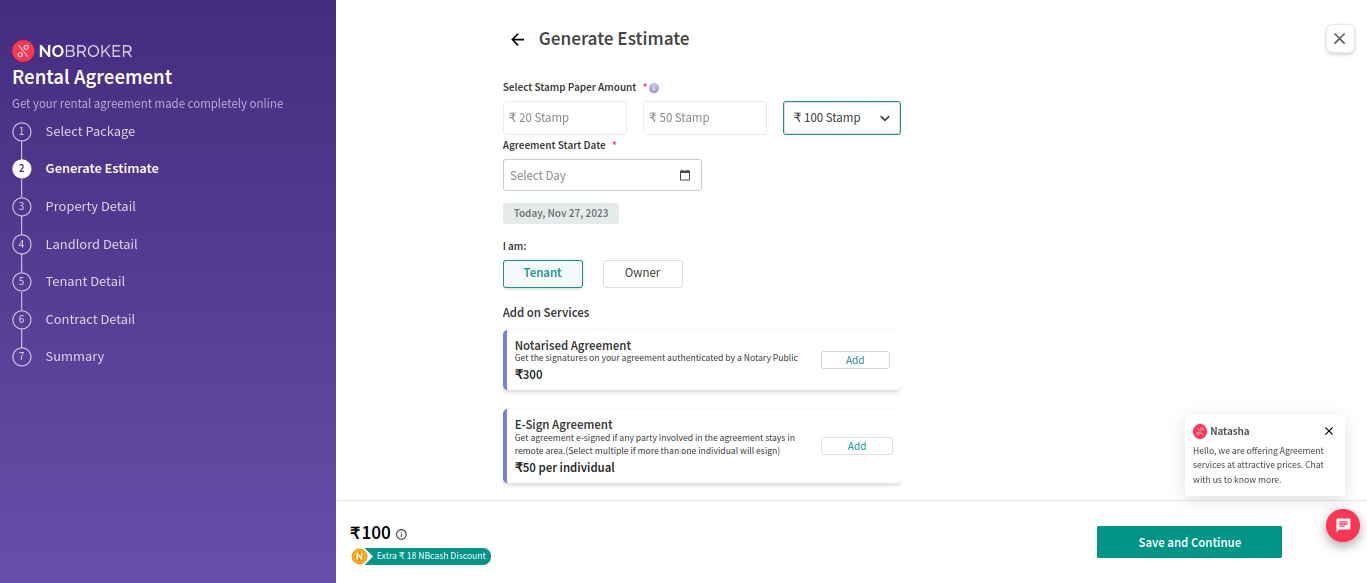 NOBROKER
Rental Agreement
Get your rental agreement made completely online
1 Select Package
2 Generate Estimate
3 Property Detail
4 Landlord Detail
5 Tenant Detail
6 Contract Detail
7 Summary
Generate Estimate
Select Stamp Paper Amount * i
₹ 20 Stamp
₹ 50 Stamp
₹ 100 Stamp
Agreement Start Date *
Select Day
Today, Nov 27, 2023
I am:
Tenant
Owner
Add on Services
Notarised Agreement
Get the signatures on your agreement authenticated by a Notary Public
₹300
Add
E-Sign Agreement
Get agreement e-signed if any party involved in the agreement stays in
remote area.(Select multiple if more than one individual will esign)
₹50 per individual
Add
Natasha
Hello, we are offering Agreement
services at attractive prices. Chat
with us to know more.
₹100
N Extra ₹ 18 NBcash Discount
Save and Continue